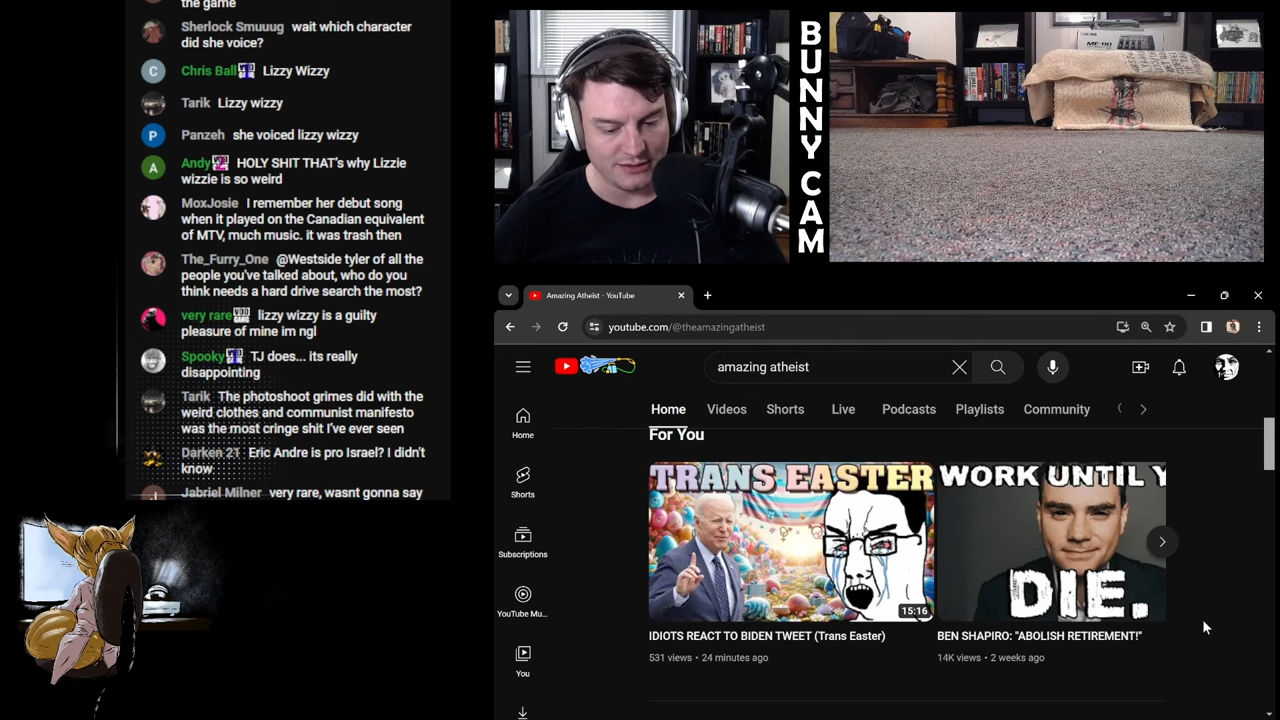 the game
Sherlock Smuuug wait which character
did she voice?
C
Chris Ball Lizzy Wizzy
Tarik Lizzy wizzy
P
Panzeh she voiced lizzy wizzy
A
Andy HOLY SHIT THAT's why Lizzie
wizzie is so weird
MoxJosie I remember her debut song
when it played on the Canadian equivalent
of MTV, much music. it was trash then
The_Furry_One @Westside tyler of all the
people you've talked about, who do you
think needs a hard drive search the most?
very rare lizzy wizzy is a guilty
pleasure of mine im ngl
Spooky TJ does... its really
disappointing
Tarik The photoshoot grimes did with the
weird clothes and communist manifesto
was the most cringe shit I've ever seen
Darken 21 Eric Andre is pro Israel? I didn't
know
Jabriel Milner very rare, wasnt gonna say
BUNNY CAM
Amazing Atheist - YouTube
youtube.com/@theamazingatheist
amazing atheist
Home Videos Shorts Live Podcasts Playlists Community
Home
Shorts
Subscriptions
YouTube Mu...
You
For You
TRANS EASTER
15:16
IDIOTS REACT TO BIDEN TWEET (Trans Easter)
531 views • 24 minutes ago
WORK UNTIL Y
DIE.
BEN SHAPIRO: "ABOLISH RETIREMENT!"
14K views • 2 weeks ago